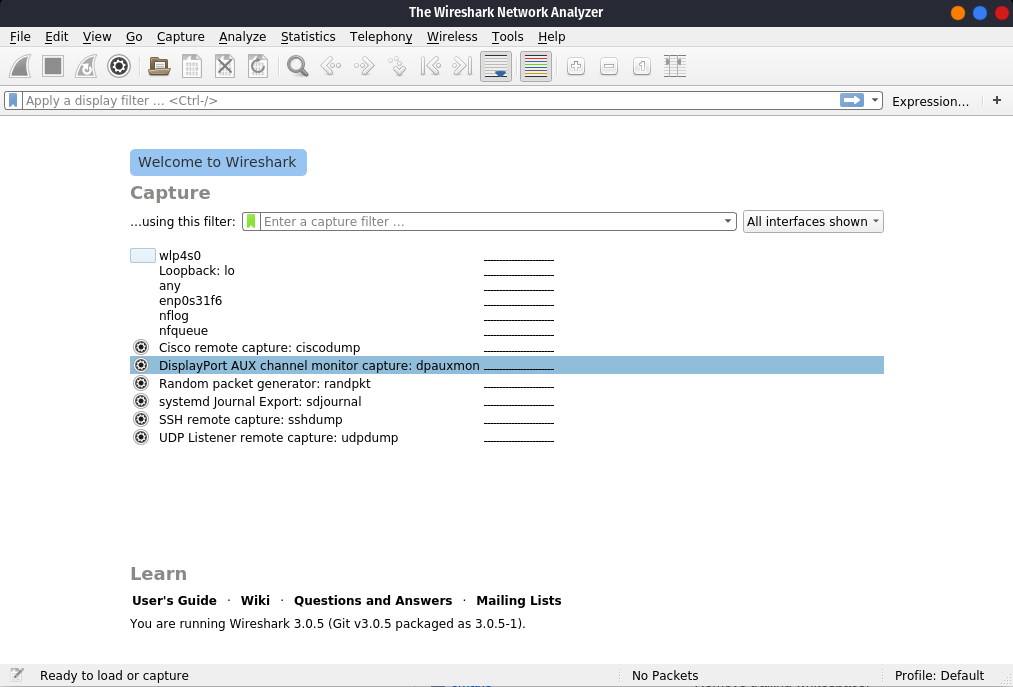 The Wireshark Network Analyzer
File Edit View Go Capture Analyze Statistics Telephony Wireless Tools Help
Apply a display filter ... <Ctrl-/> Expression... +
Welcome to Wireshark
Capture
...using this filter: Enter a capture filter ... All interfaces shown
wlp4s0
Loopback: lo
any
enp0s31f6
nflog
nfqueue
Cisco remote capture: ciscodump
DisplayPort AUX channel monitor capture: dpauxmon
Random packet generator: randpkt
systemd Journal Export: sdjournal
SSH remote capture: sshdump
UDP Listener remote capture: udpdump
Learn
User's Guide · Wiki · Questions and Answers · Mailing Lists
You are running Wireshark 3.0.5 (Git v3.0.5 packaged as 3.0.5-1).
Ready to load or capture No Packets Profile: Default